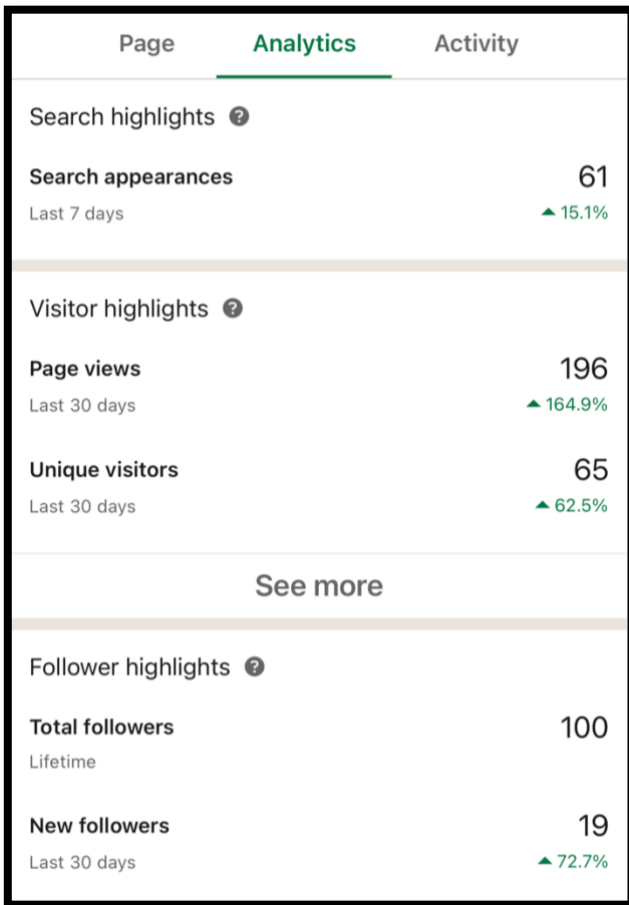 Page Analytics Activity
Search highlights ?
Search appearances 61
Last 7 days ▲ 15.1%
Visitor highlights ?
Page views 196
Last 30 days ▲ 164.9%
Unique visitors 65
Last 30 days ▲ 62.5%
See more
Follower highlights ?
Total followers 100
Lifetime
New followers 19
Last 30 days ▲ 72.7%